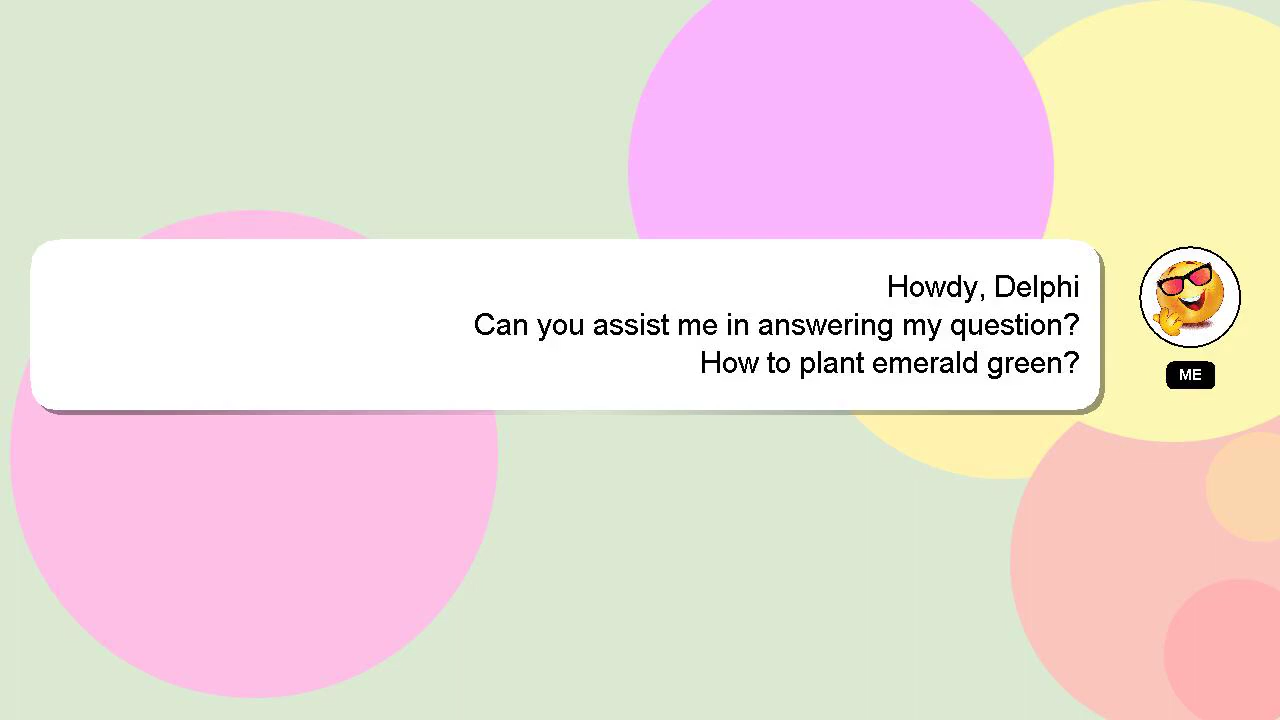 Howdy, Delphi
Can you assist me in answering my question?
How to plant emerald green?
ME